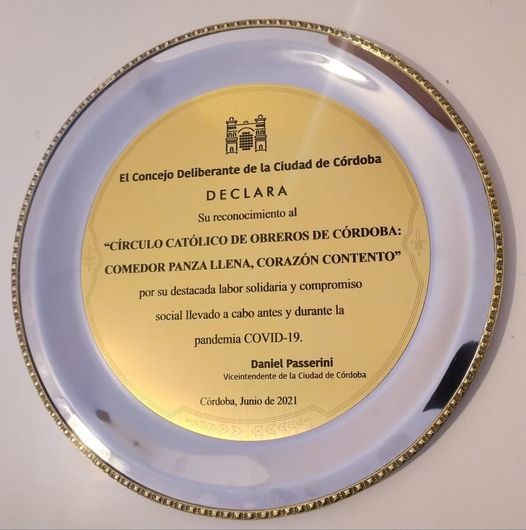 El Concejo Deliberante de la Ciudad de Córdoba
DECLARA
Su reconocimiento al
“CÍRCULO CATÓLICO DE OBREROS DE CÓRDOBA:
COMEDOR PANZA LLENA, CORAZÓN CONTENTO”
por su destacada labor solidaria y compromiso
social llevado a cabo antes y durante la
pandemia COVID-19.
Daniel Passerini
Viceintendente de la Ciudad de Córdoba
Córdoba, Junio de 2021